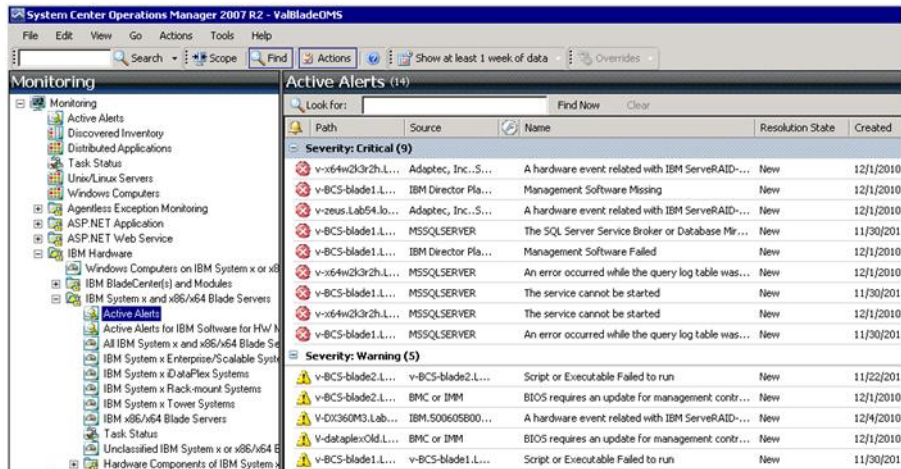 System Center Operations Manager 2007 R2 - ValBladeOMS
File Edit View Go Actions Tools Help
Search Scope Find Actions Show at least 1 week of data Overrides
Monitoring
Monitoring
Active Alerts
Discovered Inventory
Distributed Applications
Task Status
Unix/Linux Servers
Windows Computers
Agentless Exception Monitoring
ASP.NET Application
ASP.NET Web Service
IBM Hardware
Windows Computers on IBM System x or x8
IBM BladeCenter(s) and Modules
IBM System x and x86/x64 Blade Servers
Active Alerts
Active Alerts for IBM Software for HW M
All IBM System x and x86/x64 Blade Se
IBM System x Enterprise/Scalable Syste
IBM System x iDataPlex Systems
IBM System x Rack-mount Systems
IBM System x Tower Systems
IBM x86/x64 Blade Servers
Task Status
Unclassified IBM System x or x86/x64 B
Hardware Components of IBM System x
Active Alerts (14)
Look for: Find Now Clear
Path Source Name Resolution State Created
Severity: Critical (9)
v-x64w2k3r2h.L... Adaptec, Inc..S... A hardware event related with IBM ServeRAID-... New 12/1/2010
v-BCS-blade1.L... IBM Director Pla... Management Software Missing New 12/1/2010
v-zeus.Lab54.lo... Adaptec, Inc..S... A hardware event related with IBM ServeRAID-... New 12/1/2010
v-BCS-blade1.L... MSSQLSERVER The SQL Server Service Broker or Database Mir... New 11/30/201
v-BCS-blade1.L... IBM Director Pla... Management Software Failed New 12/1/2010
v-x64w2k3r2h.L... MSSQLSERVER An error occurred while the query log table was... New 12/1/2010
v-BCS-blade1.L... MSSQLSERVER The service cannot be started New 11/30/201
v-x64w2k3r2h.L... MSSQLSERVER The service cannot be started New 12/1/2010
v-BCS-blade1.L... MSSQLSERVER An error occurred while the query log table was... New 11/30/201
Severity: Warning (5)
v-BCS-blade2.L... v-BCS-blade2.L... Script or Executable Failed to run New 11/22/201
v-BCS-blade2.L... BMC or IMM BIOS requires an update for management contr... New 12/1/2010
V-DX360M3.Lab... IBM.500605B00... A hardware event related with IBM ServeRAID-... New 12/4/2010
V-dataplexOld.L... BMC or IMM BIOS requires an update for management contr... New 12/1/2010
v-BCS-blade1.L... v-BCS-blade1.L... Script or Executable Failed to run New 11/30/201